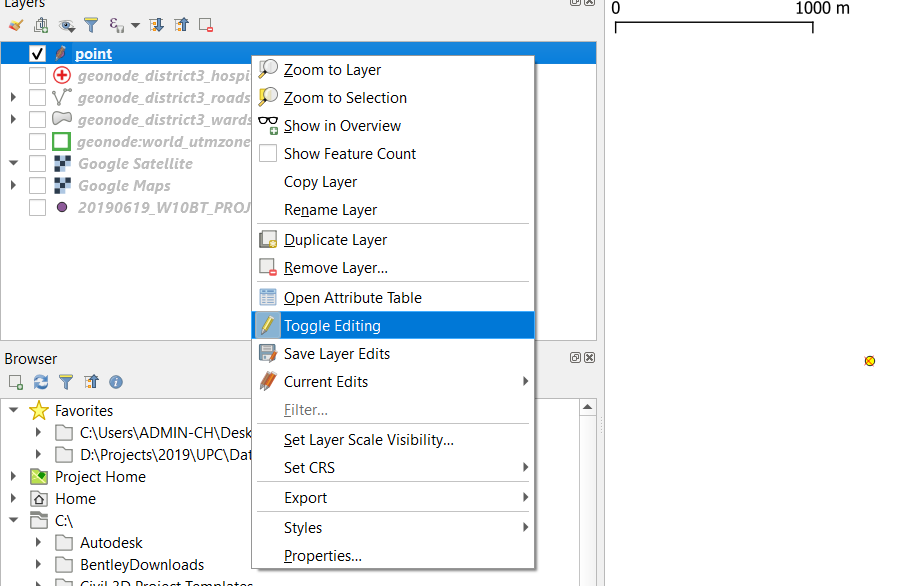 Layers
0 1000 m
point
geonode_district3_hospi
geonode_district3_roads
geonode_district3_wards
geonode:world_utmzone
Google Satellite
Google Maps
20190619_W10BT_PROJ
Zoom to Layer
Zoom to Selection
Show in Overview
Show Feature Count
Copy Layer
Rename Layer
Duplicate Layer
Remove Layer...
Open Attribute Table
Toggle Editing
Save Layer Edits
Current Edits
Filter...
Set Layer Scale Visibility...
Set CRS
Export
Styles
Properties...
Browser
Favorites
C:\Users\ADMIN-CH\Desk
D:\Projects\2019\UPC\Dat
Project Home
Home
C:\
Autodesk
BentleyDownloads
Civil 3D Project Templates